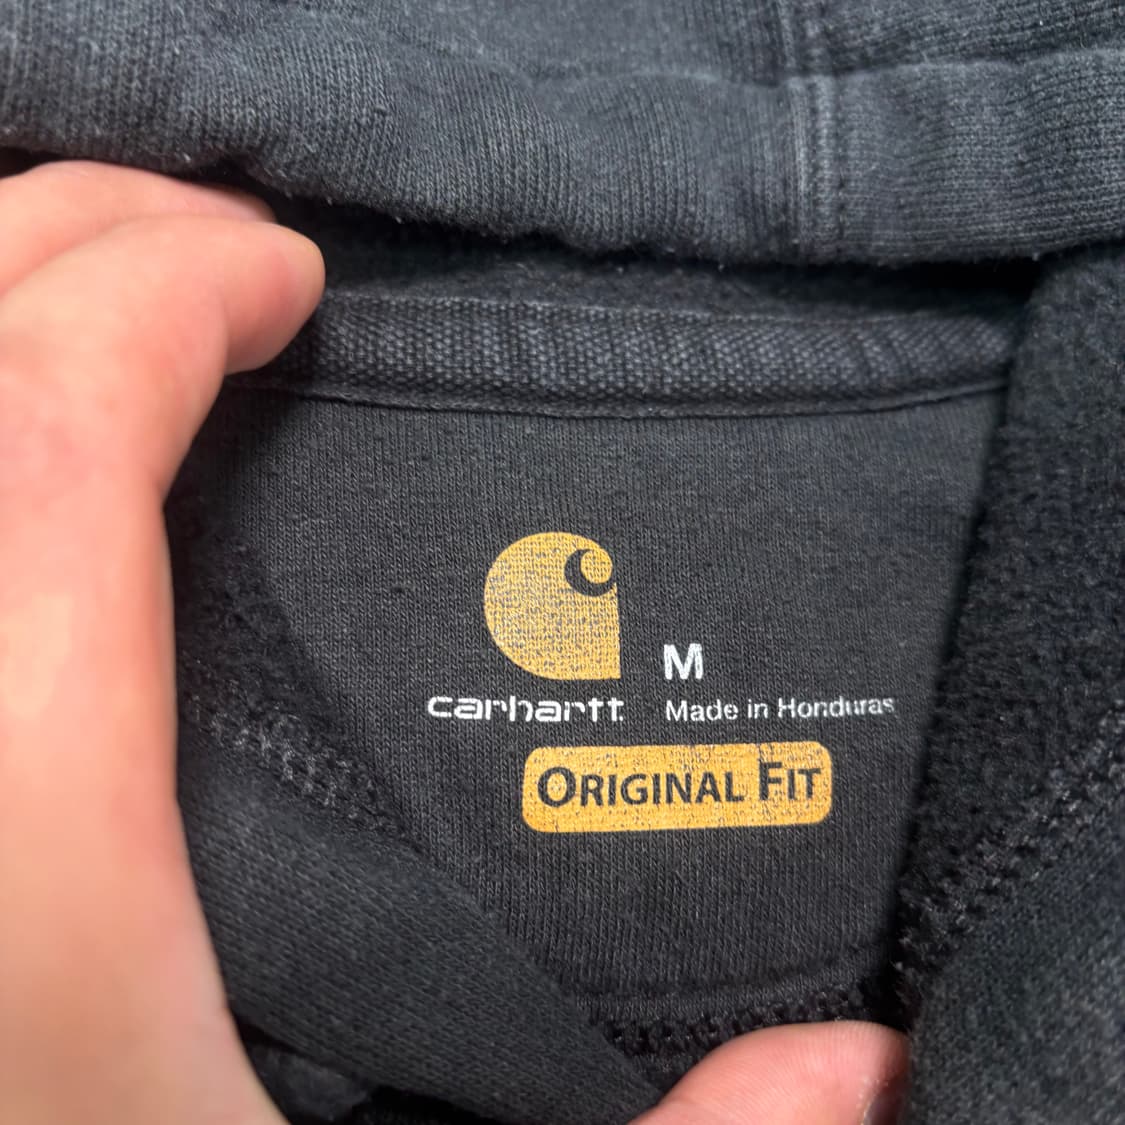 M
carhartt
Made in Honduras
ORIGINAL FIT